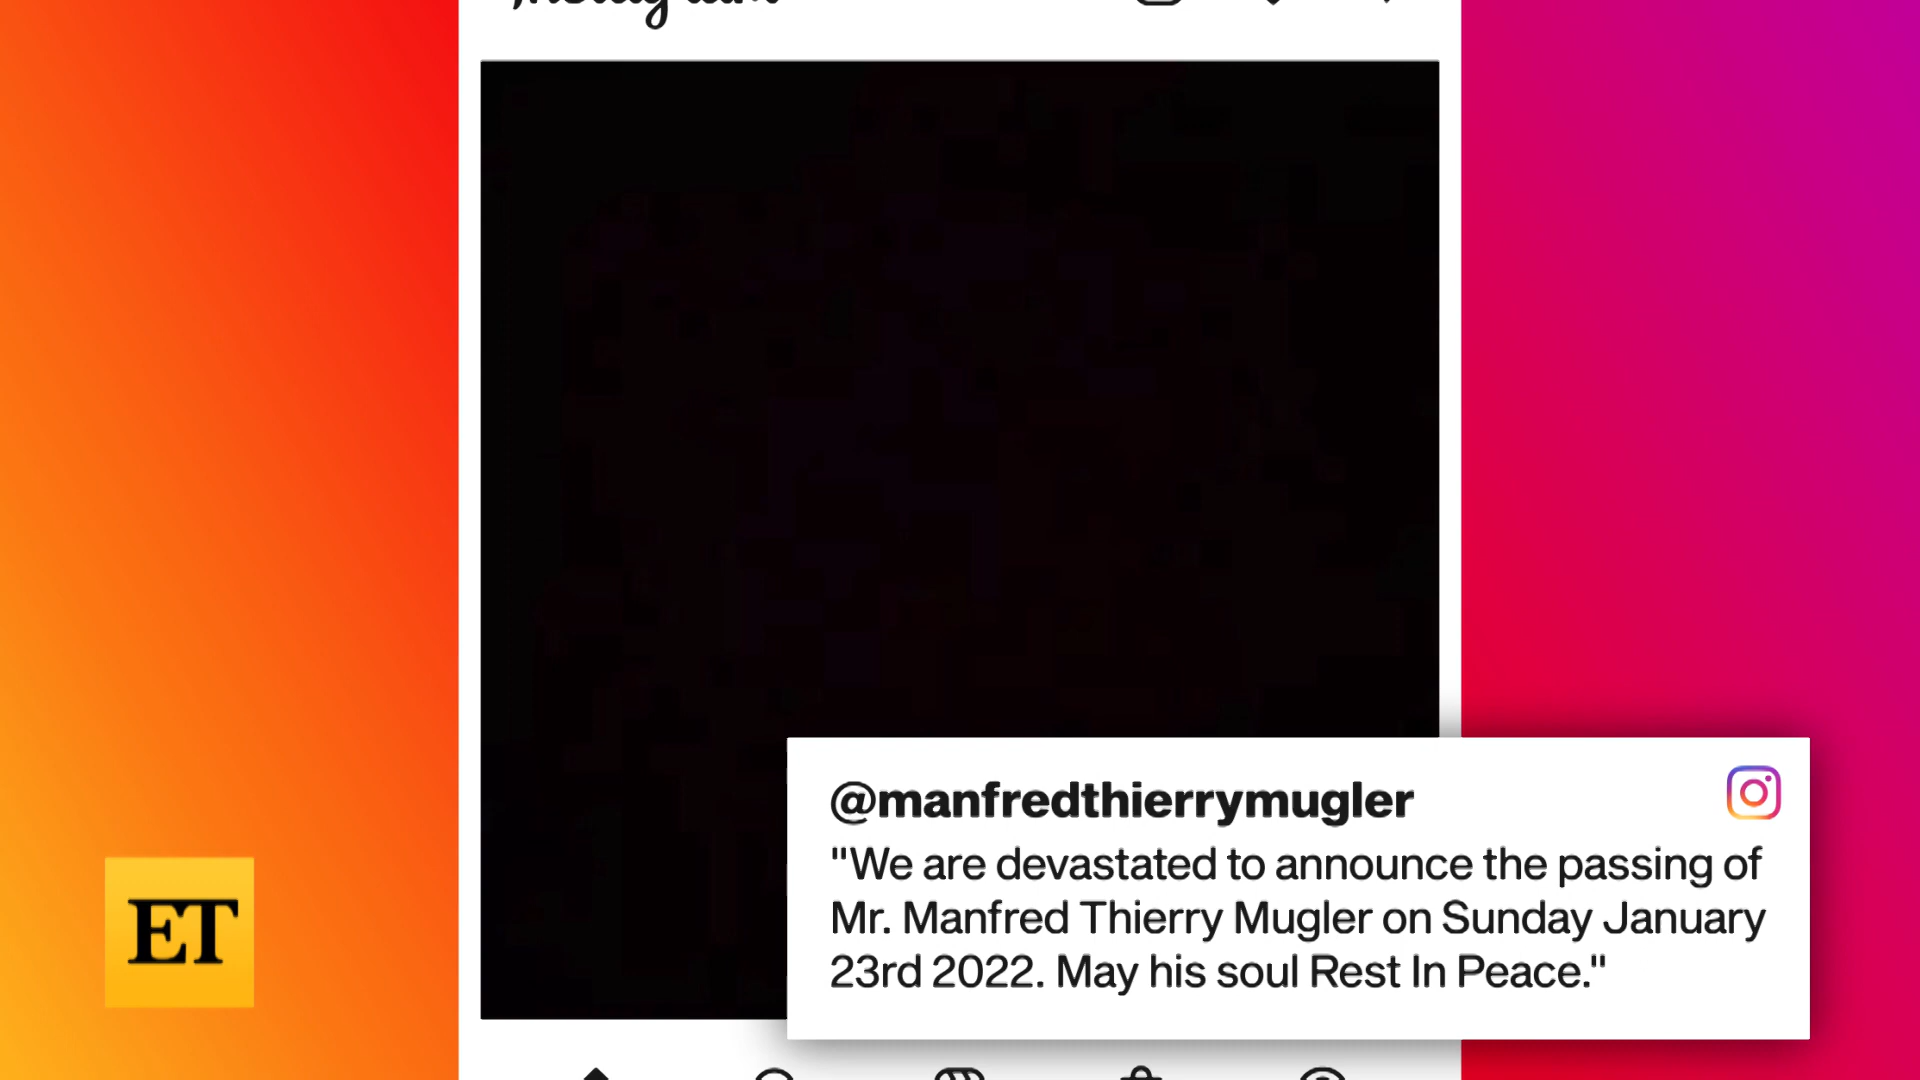 Instagram
@manfredthierrymugler
"We are devastated to announce the passing of
Mr. Manfred Thierry Mugler on Sunday January
23rd 2022. May his soul Rest In Peace."
ET